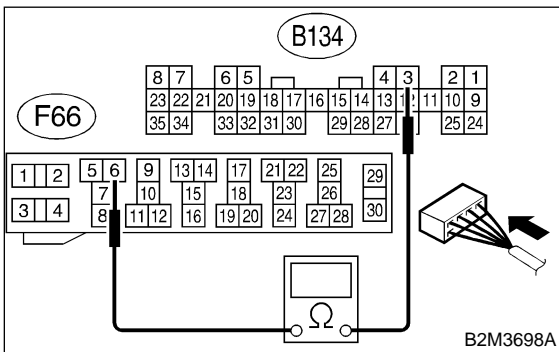 B134
8 7 6 5 4 3 2 1
23 22 21 20 19 18 17 16 15 14 13 12 11 10 9
35 34 33 32 31 30 29 28 27 25 24
F66
1 2 5 6 9 13 14 17 21 22 25 29
7 10 15 18 23 26
3 4 8 11 12 16 19 20 24 27 28 30
Ω
B2M3698A